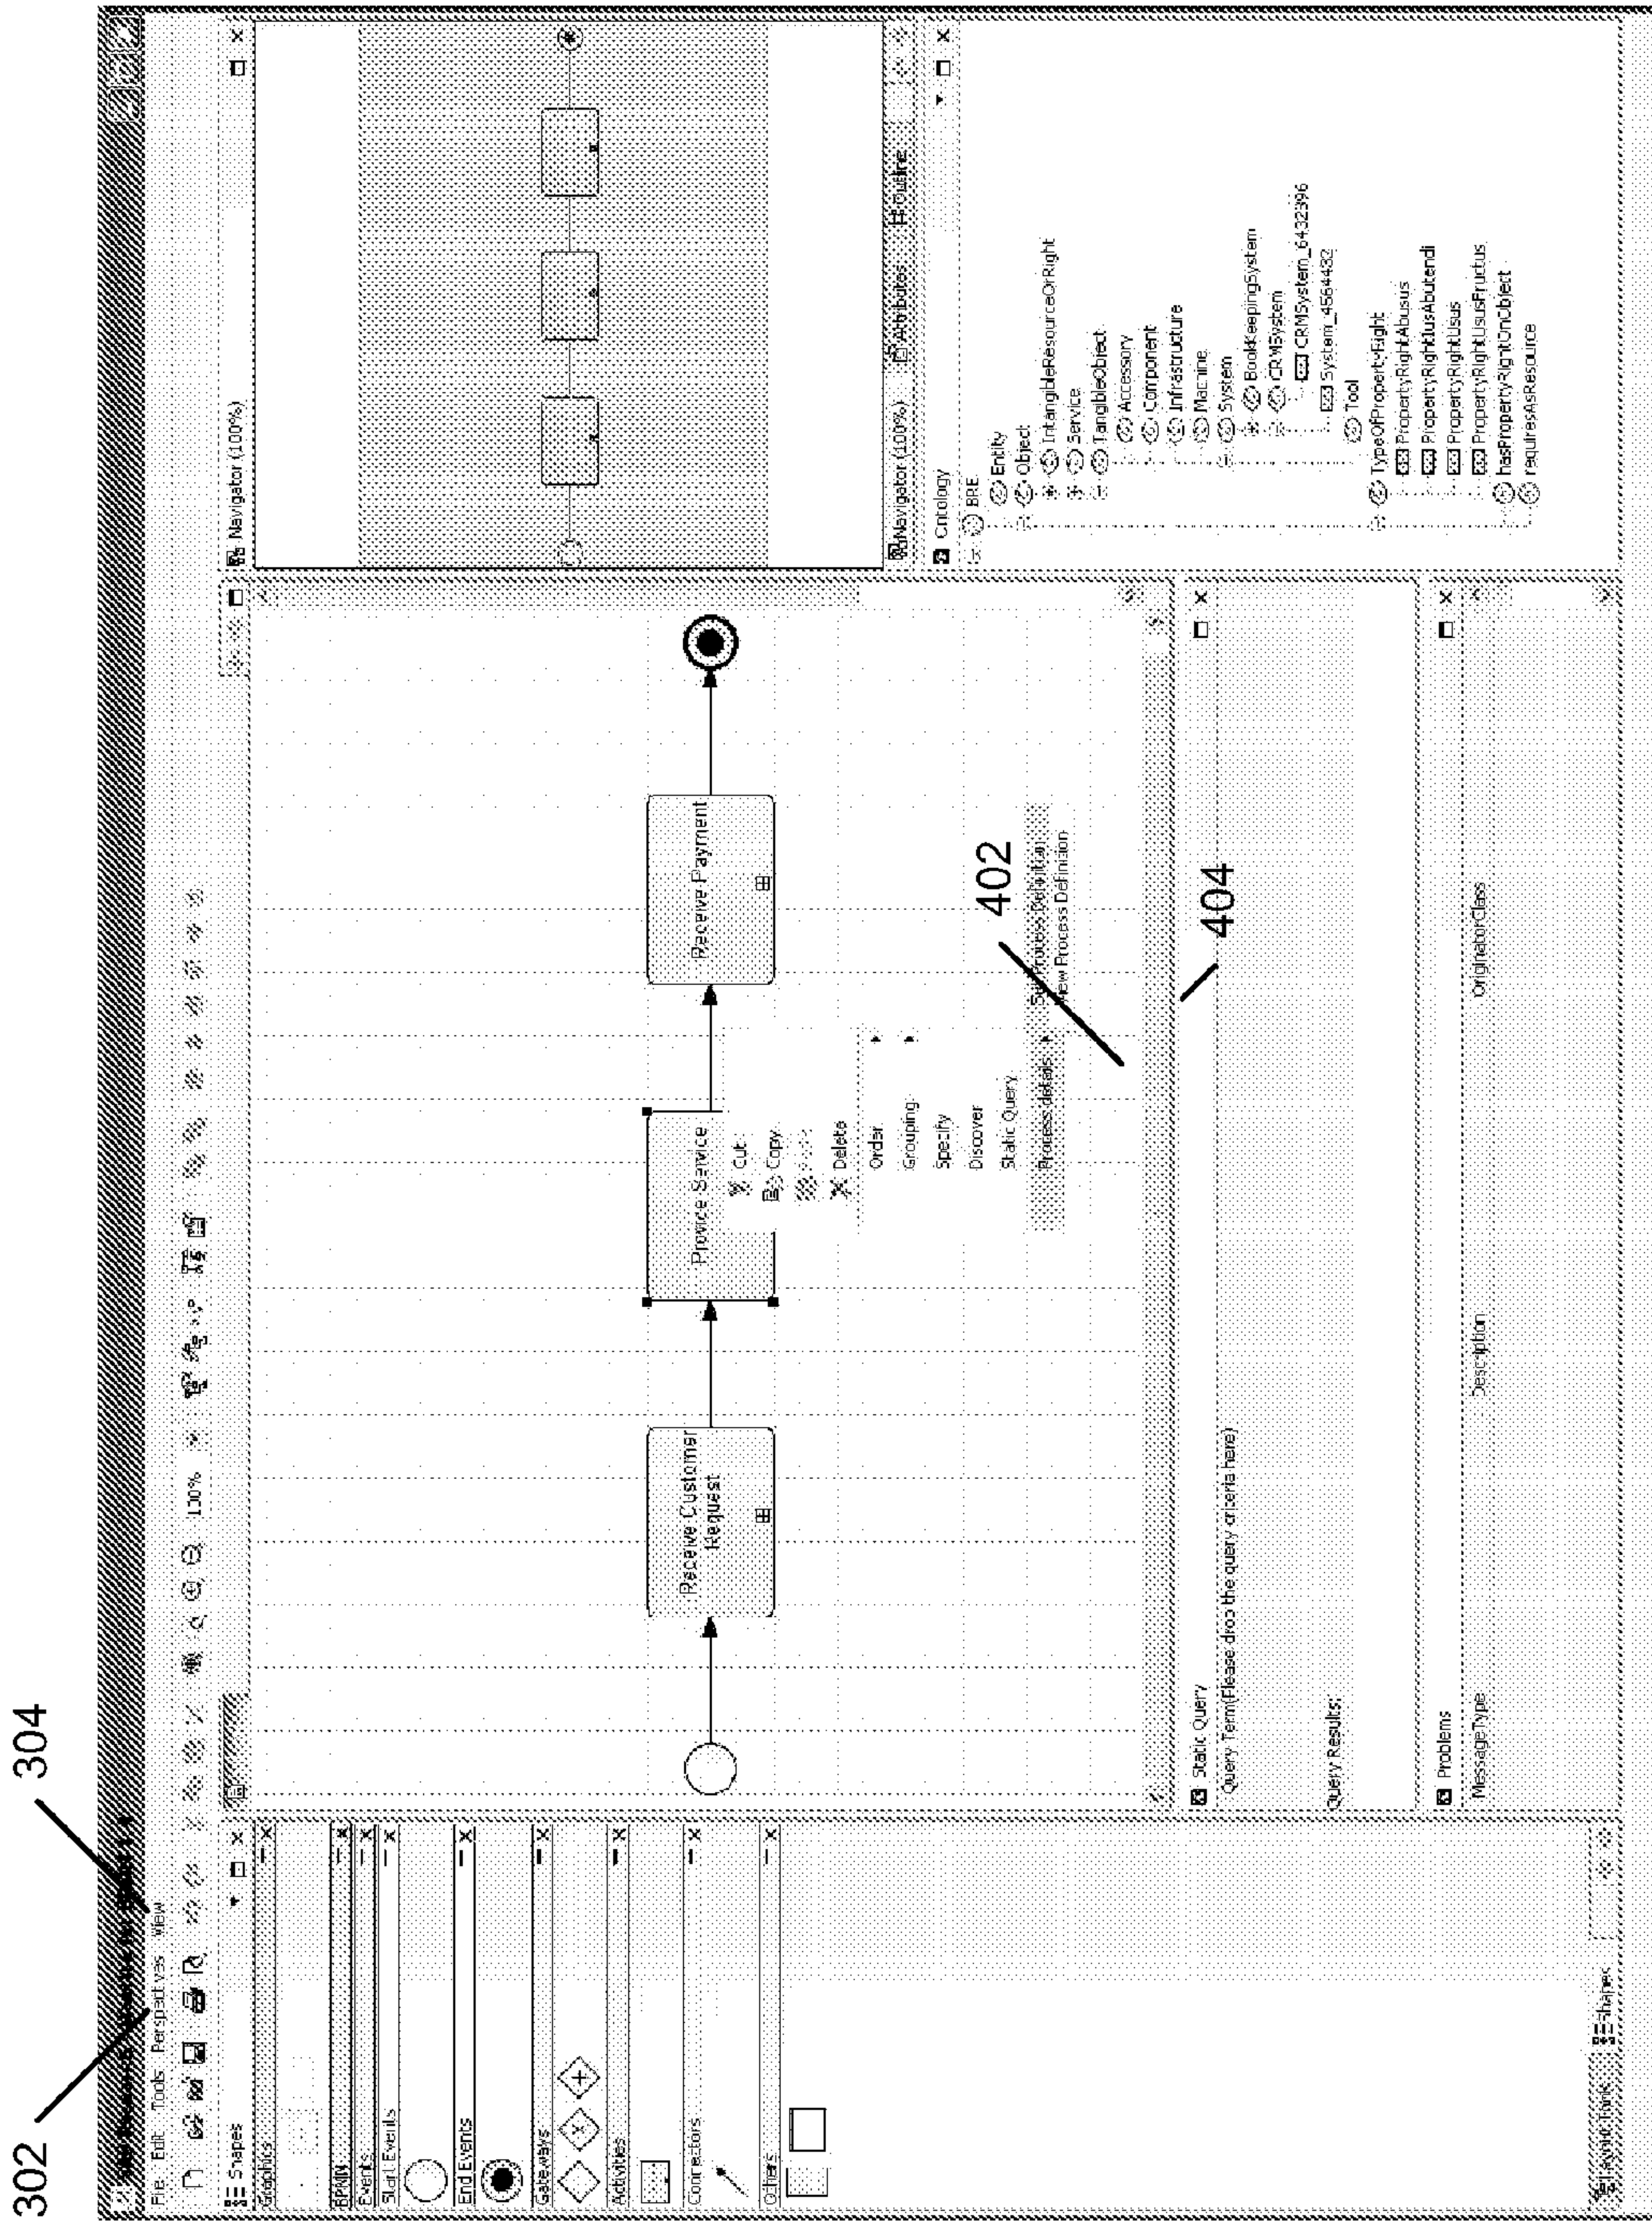 302
304
File Edit Tools Perspectives View
100%
Shapes
Graphics
BPMN
Events
Start Events
End Events
Gateways
Activities
Connectors
Others
Shapes
Receive Customer
Request
Provide Service
Receive Payment
Cut
Copy
Delete
Order
Grouping
Specify
Discover
Static Query
Process details
Process Definition
View Process Definition
402
404
Static Query
Query Term(Please drop the query criteria here)
Query Results:
Problems
MessageType Description OriginatorClass
Navigator (100%)
Navigator (100%) Attributes Outline
Ontology
BRE
Entity
Object
IntangibleResourceOrRight
Service
TangibleObject
Accessory
Component
Infrastructure
Machine
System
BookKeepingSystem
CRMSystem
CRMSystem_6432396
System_4564432
Tool
TypeOfPropertyRight
PropertyRightAbusus
PropertyRightIusAbutendi
PropertyRightUsus
PropertyRightUsusFructus
hasPropertyRightOnObject
requiresAsResource